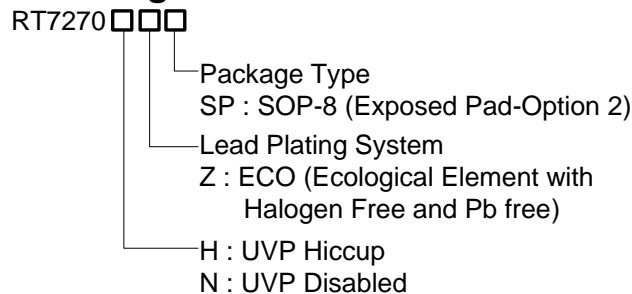 RT7270□□□
Package Type
SP : SOP-8 (Exposed Pad-Option 2)
Lead Plating System
Z : ECO (Ecological Element with
Halogen Free and Pb free)
H : UVP Hiccup
N : UVP Disabled